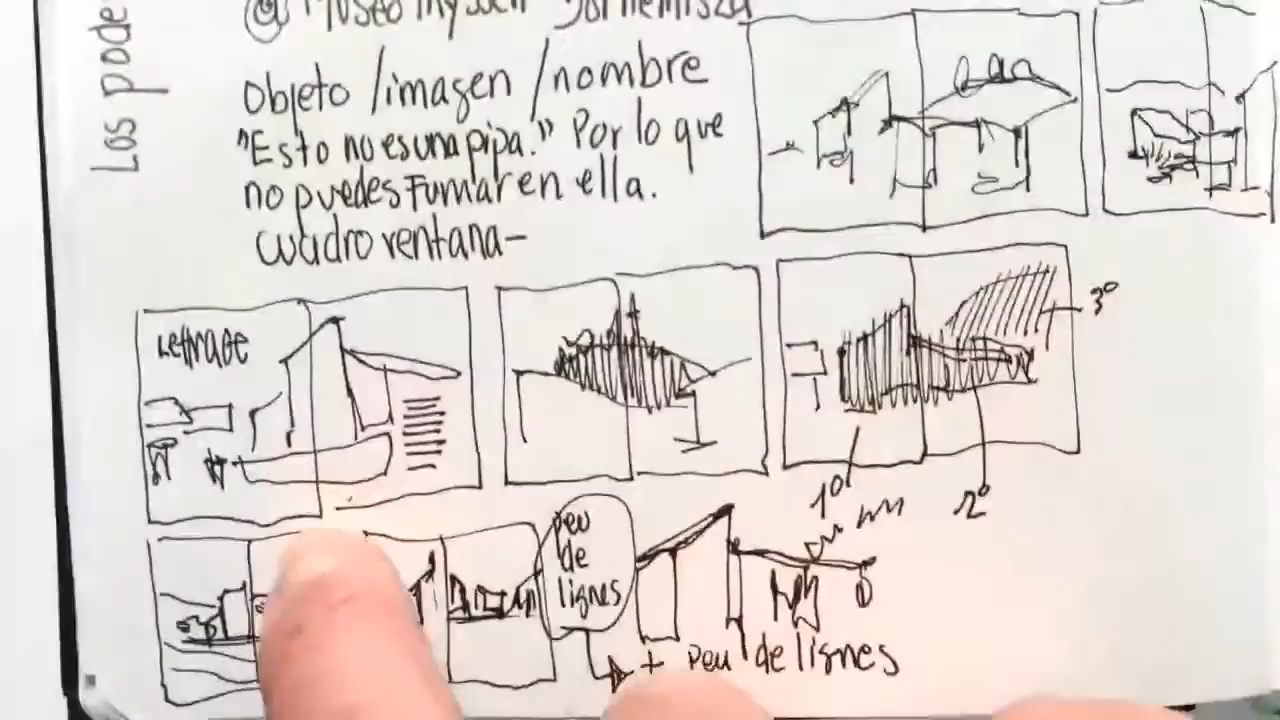 Los pode
@ Museo
objeto /imagen /nombre
"Esto no es una pipa." Por lo que
no puedes fumar en ella.
cuadro ventana-
Lettrage
3º
1º
2º
peu
de
lignes
+ peu de lignes